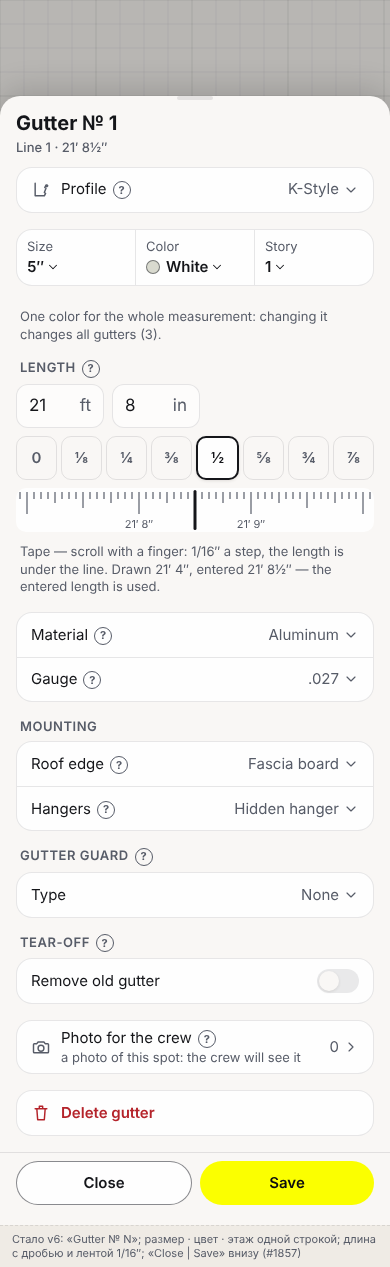 Gutter № 1
Line 1 · 21′ 8½″
Profile ? K-Style
Size Color Story
5″ White 1
One color for the whole measurement: changing it
changes all gutters (3).
LENGTH ?
21 ft 8 in
0 ⅛ ¼ ⅜ ½ ⅝ ¾ ⅞
21′ 8″ 21′ 9″
Tape — scroll with a finger: 1/16″ a step, the length is
under the line. Drawn 21′ 4″, entered 21′ 8½″ — the
entered length is used.
Material ? Aluminum
Gauge ? .027
MOUNTING
Roof edge ? Fascia board
Hangers ? Hidden hanger
GUTTER GUARD ?
Type None
TEAR-OFF ?
Remove old gutter
Photo for the crew ? 0
a photo of this spot: the crew will see it
Delete gutter
Close Save
Стало v6: «Gutter № N»; размер · цвет · этаж одной строкой; длина
с дробью и лентой 1/16″; «Close | Save» внизу (#1857)